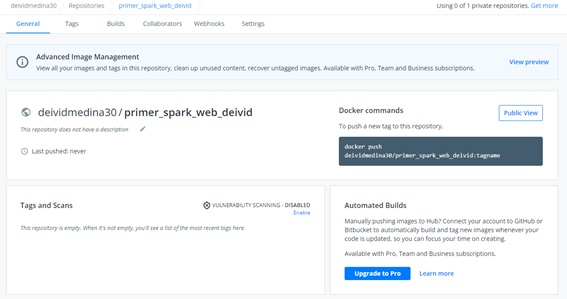 deividmedina30
Repositories
primer_spark_web_deivid
Using 0 of 1 private repositories. Get more
General
Tags
Builds
Collaborators
Webhooks
Settings
Advanced Image Management
View all your images and tags in this repository, clean up unused content, recover untagged images. Available with Pro, Team and Business subscriptions.
View preview
deividmedina30 / primer_spark_web_deivid
This repository does not have a description
Last pushed: never
Docker commands
Public View
To push a new tag to this repository.
docker push
deividmedina30/primer_spark_web_deivid:tagname
Tags and Scans
VULNERABILITY SCANNING - DISABLED
Enable
This repository is empty. When it's not empty, you'll see a list of the most recent tags here.
Automated Builds
Manually pushing images to Hub? Connect your account to GitHub or
Bitbucket to automatically build and tag new images whenever your
code is updated, so you can focus your time on creating.
Available with Pro, Team and Business subscriptions.
Upgrade to Pro
Learn more